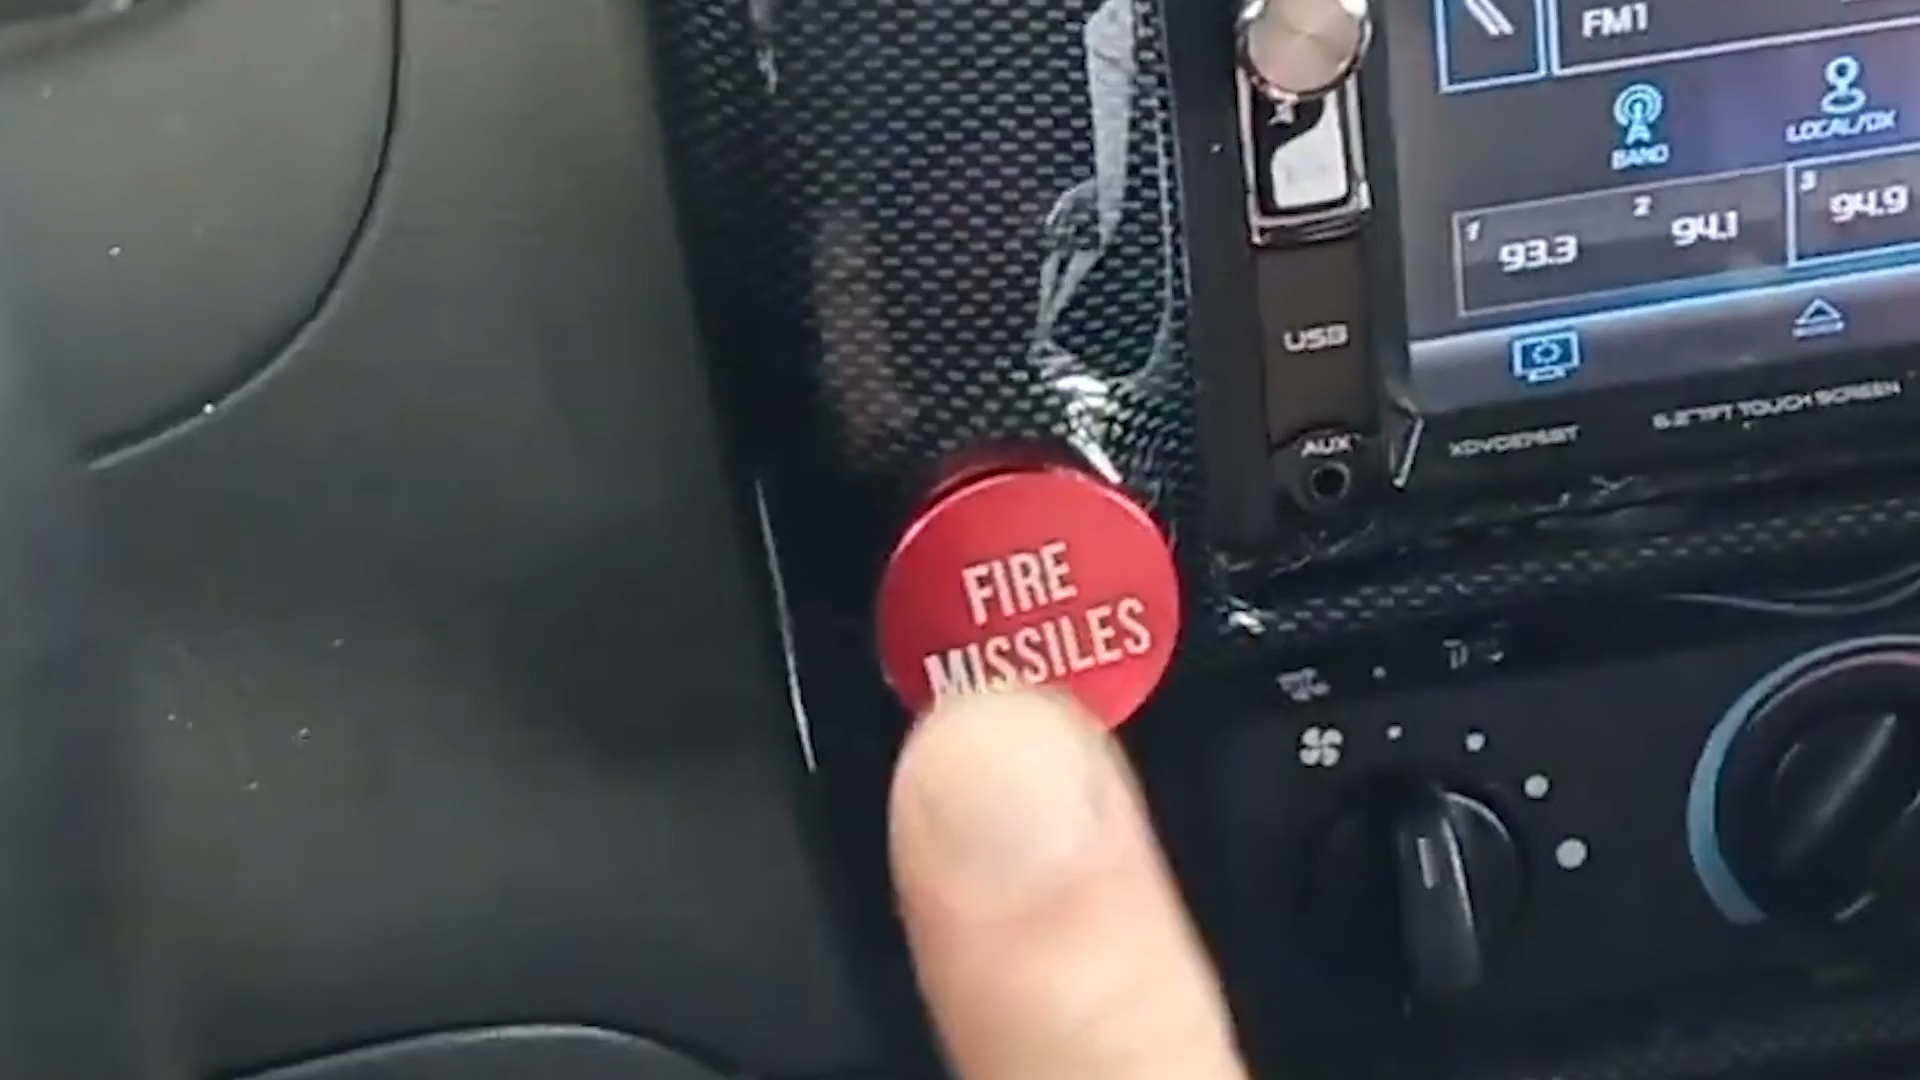 FM1
BAND
LOCAL/DX
1
93.3
2
94.1
3
94.9
USB
AUX
6.2"TFT TOUCH SCREEN
FIRE
MISSILES